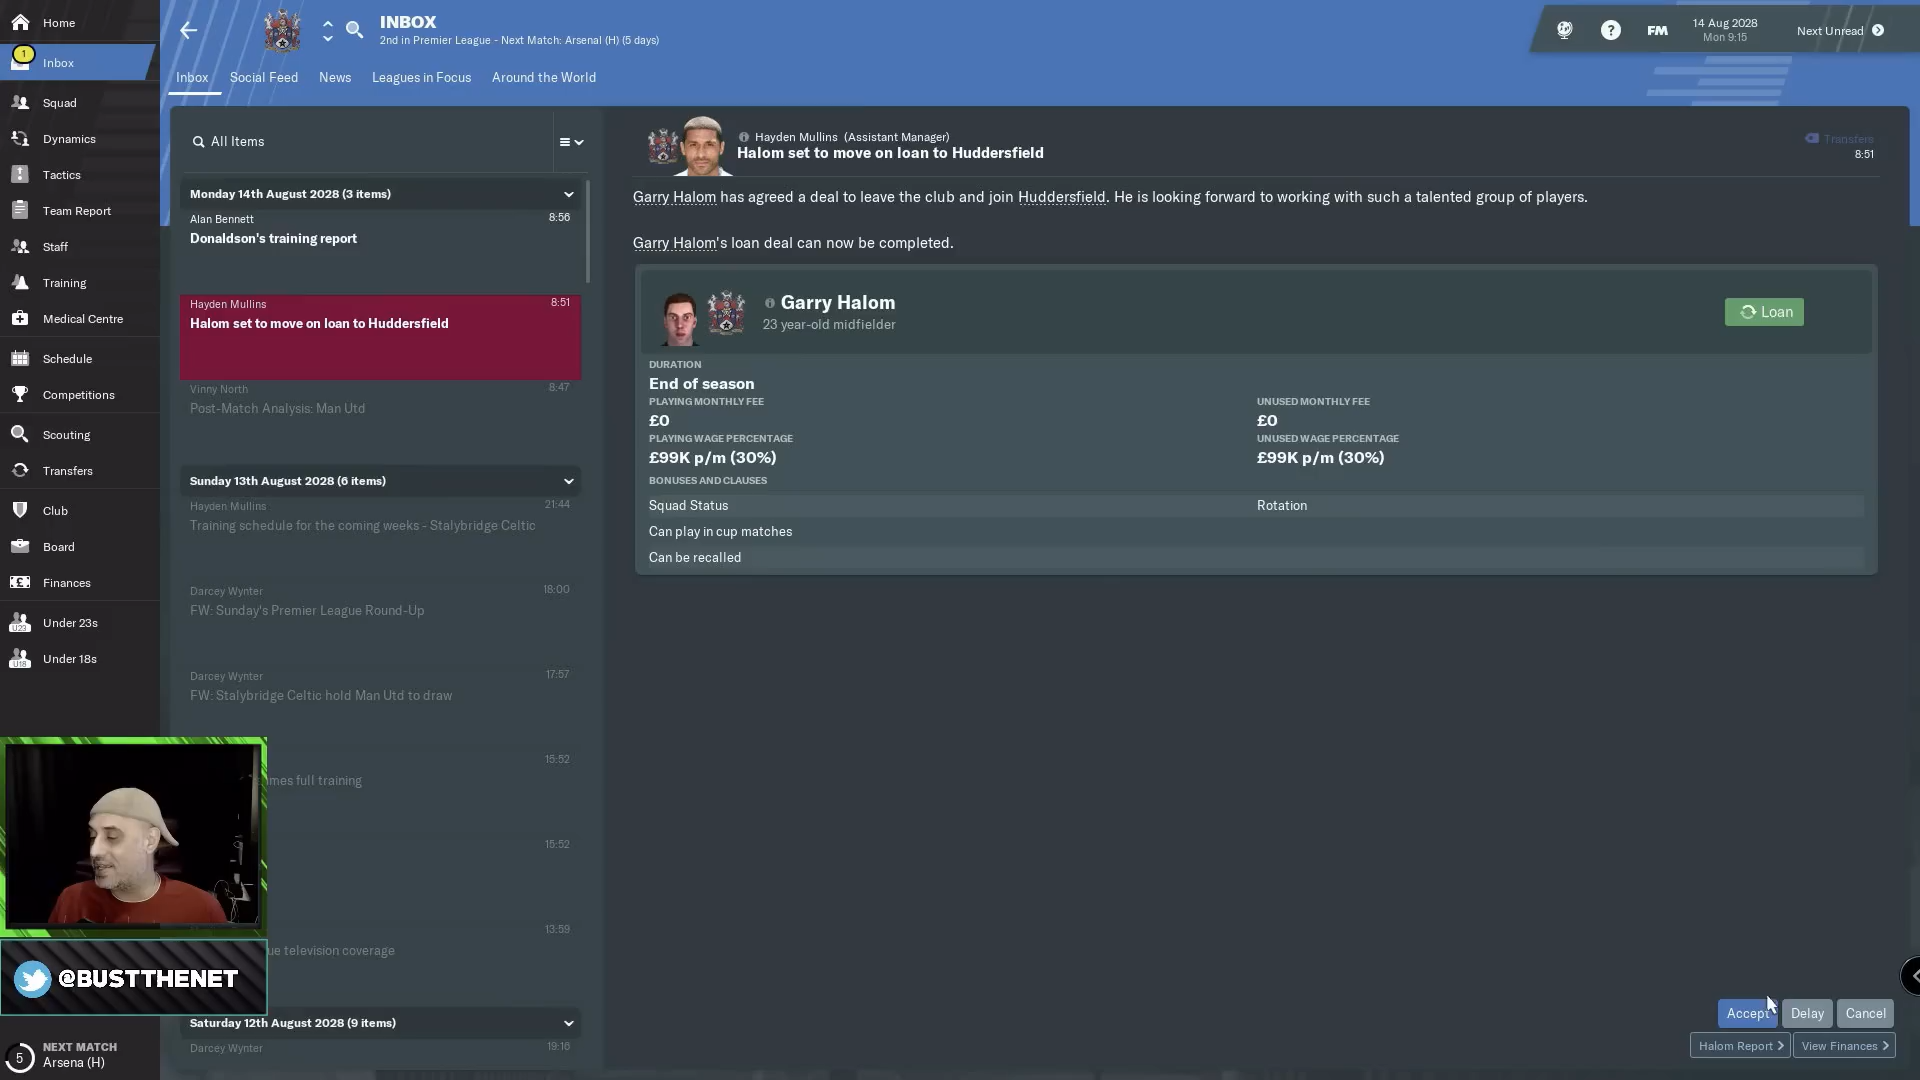 Home
1
Inbox
Squad
Dynamics
Tactics
Team Report
Staff
Training
Medical Centre
Schedule
Competitions
Scouting
Transfers
Club
Board
Finances
U23
Under 23s
U18
Under 18s
@BUSTTHENET
5
NEXT MATCH
Arsena (H)
INBOX
2nd in Premier League - Next Match: Arsenal (H) (5 days)
Inbox Social Feed News Leagues in Focus Around the World
?
FM
14 Aug 2028
Mon 9:15
Next Unread
All Items
Monday 14th August 2028 (3 items)
Alan Bennett 8:56
Donaldson's training report
Hayden Mullins 8:51
Halom set to move on loan to Huddersfield
Vinny North 8:47
Post-Match Analysis: Man Utd
Sunday 13th August 2028 (6 items)
Hayden Mullins 21:44
Training schedule for the coming weeks - Stalybridge Celtic
Darcey Wynter 18:00
FW: Sunday's Premier League Round-Up
Darcey Wynter 17:57
FW: Stalybridge Celtic hold Man Utd to draw
15:52
mes full training
15:52
13:59
ue television coverage
Saturday 12th August 2028 (9 items)
Darcey Wynter 19:16
Hayden Mullins (Assistant Manager)
Halom set to move on loan to Huddersfield
Transfers
8:51
Garry Halom has agreed a deal to leave the club and join Huddersfield. He is looking forward to working with such a talented group of players.
Garry Halom's loan deal can now be completed.
Garry Halom
23 year-old midfielder
Loan
DURATION
End of season
PLAYING MONTHLY FEE UNUSED MONTHLY FEE
£0 £0
PLAYING WAGE PERCENTAGE UNUSED WAGE PERCENTAGE
£99K p/m (30%) £99K p/m (30%)
BONUSES AND CLAUSES
Squad Status Rotation
Can play in cup matches
Can be recalled
Accept Delay Cancel
Halom Report View Finances